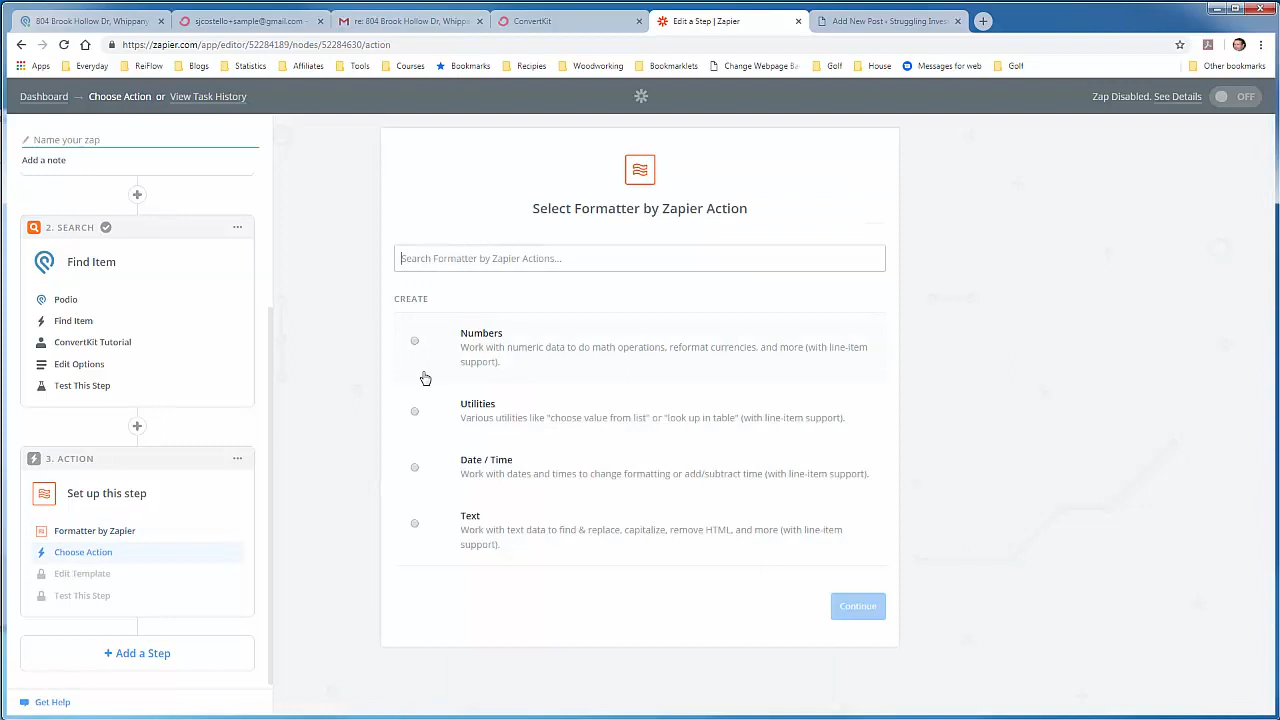 804 Brook Hollow Dr, Whippany,
sjcostello+sample@gmail.com -
re: 804 Brook Hollow Dr, Whippe
ConvertKit
Edit a Step | Zapier
Add New Post ‹ Struggling Inves
https://zapier.com/app/editor/52284189/nodes/52284630/action
Apps
Everyday
ReiFlow
Blogs
Statistics
Affiliates
Tools
Courses
Bookmarks
Recipies
Woodworking
Bookmarklets
Change Webpage Ba
Golf
House
Messages for web
Golf
Other bookmarks
Dashboard → Choose Action or View Task History
Zap Disabled. See Details
OFF
Name your zap
Add a note
2. SEARCH
Find Item
Podio
Find Item
ConvertKit Tutorial
Edit Options
Test This Step
3. ACTION
Set up this step
Formatter by Zapier
Choose Action
Edit Template
Test This Step
+ Add a Step
Get Help
Select Formatter by Zapier Action
Search Formatter by Zapier Actions...
CREATE
Numbers
Work with numeric data to do math operations, reformat currencies, and more (with line-item
support).
Utilities
Various utilities like "choose value from list" or "look up in table" (with line-item support).
Date / Time
Work with dates and times to change formatting or add/subtract time (with line-item support).
Text
Work with text data to find & replace, capitalize, remove HTML, and more (with line-item
support).
Continue